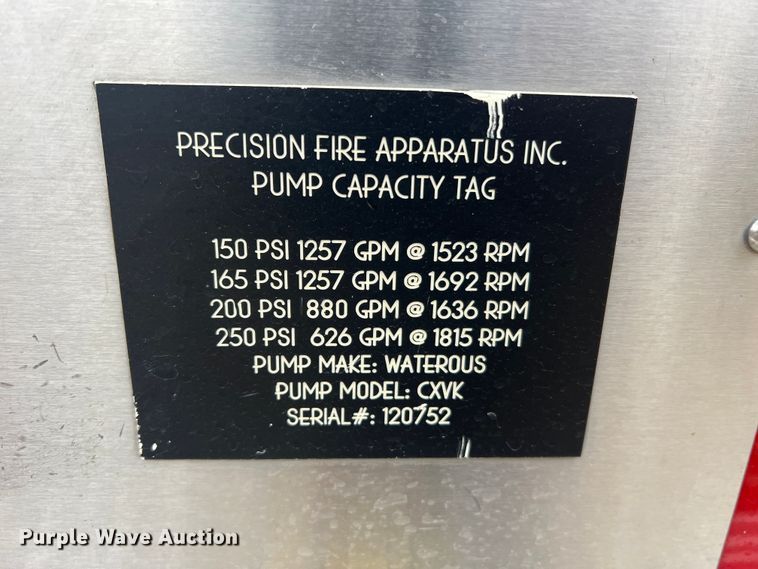 PRECISION FIRE APPARATUS INC.
PUMP CAPACITY TAG
150 PSI 1257 GPM @ 1523 RPM
165 PSI 1257 GPM @ 1692 RPM
200 PSI 880 GPM @ 1636 RPM
250 PSI 626 GPM @ 1815 RPM
PUMP MAKE: WATEROUS
PUMP MODEL: CXVK
SERIAL#: 120752
Purple Wave Auction